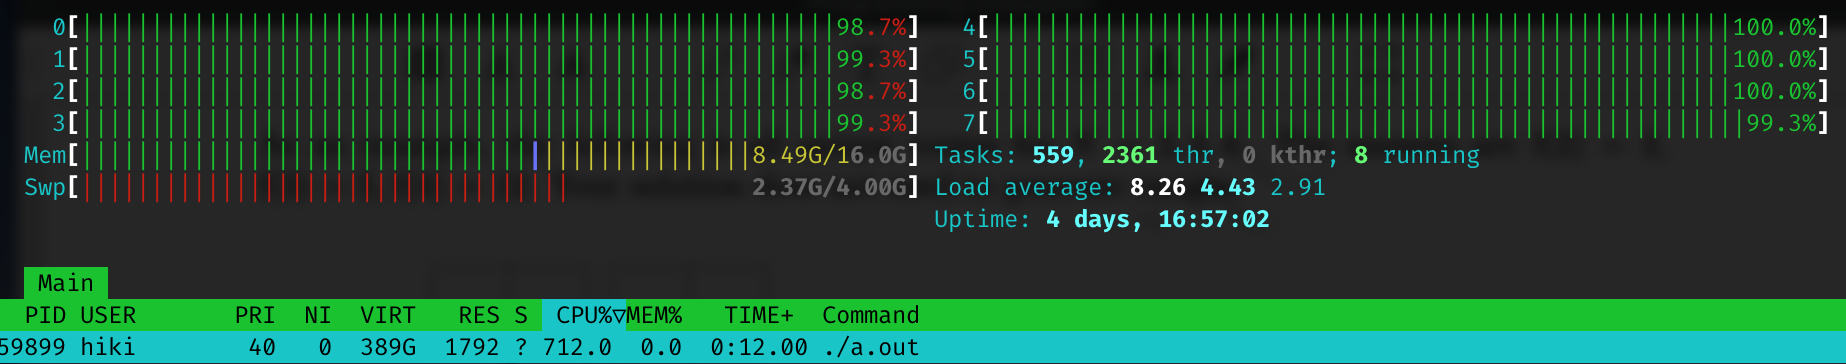 0[98.7%] 4[100.0%]
1[99.3%] 5[100.0%]
2[98.7%] 6[100.0%]
3[99.3%] 7[99.3%]
Mem[8.49G/16.0G] Tasks: 559, 2361 thr, 0 kthr; 8 running
Swp[2.37G/4.00G] Load average: 8.26 4.43 2.91
Uptime: 4 days, 16:57:02
Main
PID USER PRI NI VIRT RES S CPU%▽MEM% TIME+ Command
59899 hiki 40 0 389G 1792 ? 712.0 0.0 0:12.00 ./a.out